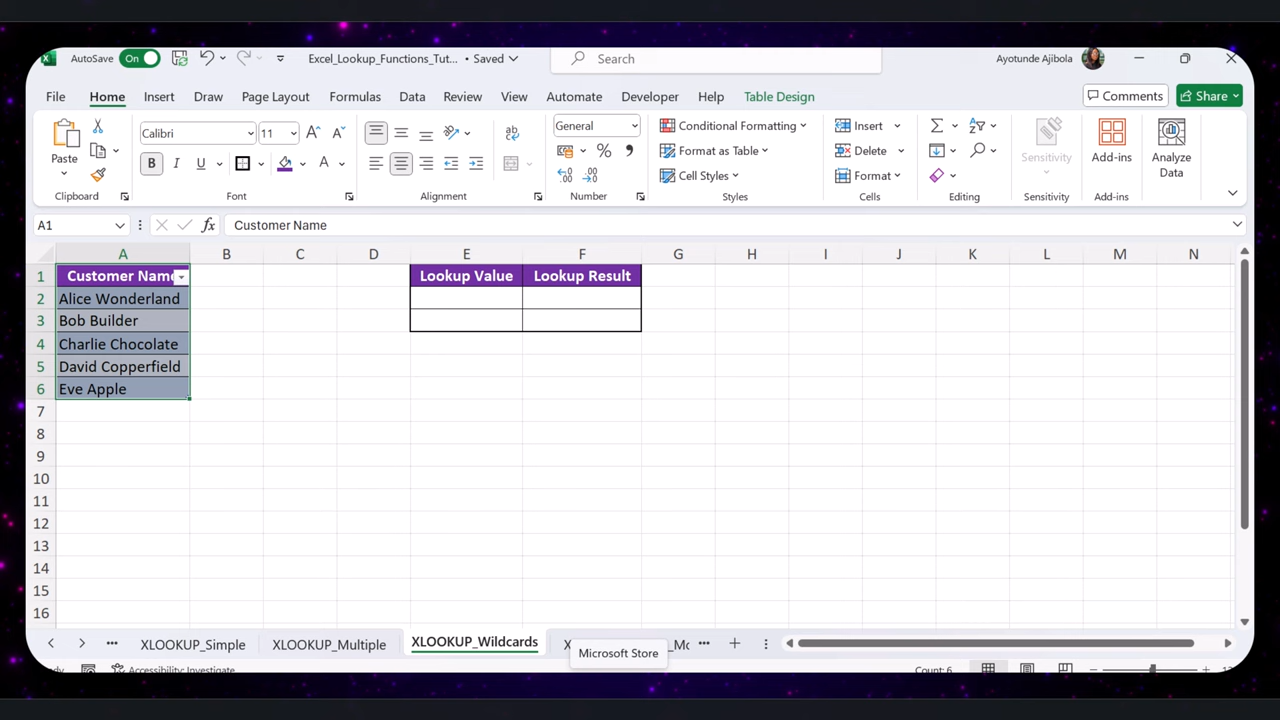 AutoSave On Excel_Lookup_Functions_Tut... • Saved Search Ayotunde Ajibola
File Home Insert Draw Page Layout Formulas Data Review View Automate Developer Help Table Design Comments Share
Paste Calibri 11 General Conditional Formatting Format as Table Cell Styles Insert Delete Format Sensitivity Add-ins Analyze Data
B I U A % 9
Clipboard Font Alignment Number Styles Cells Editing Sensitivity Add-ins
A1 fx Customer Name
A B C D E F G H I J K L M N
1 Customer Name Lookup Value Lookup Result
2 Alice Wonderland
3 Bob Builder
4 Charlie Chocolate
5 David Copperfield
6 Eve Apple
7
8
9
10
11
12
13
14
15
16
XLOOKUP_Simple XLOOKUP_Multiple XLOOKUP_Wildcards
Microsoft Store
Accessibility: Investigate Count: 6